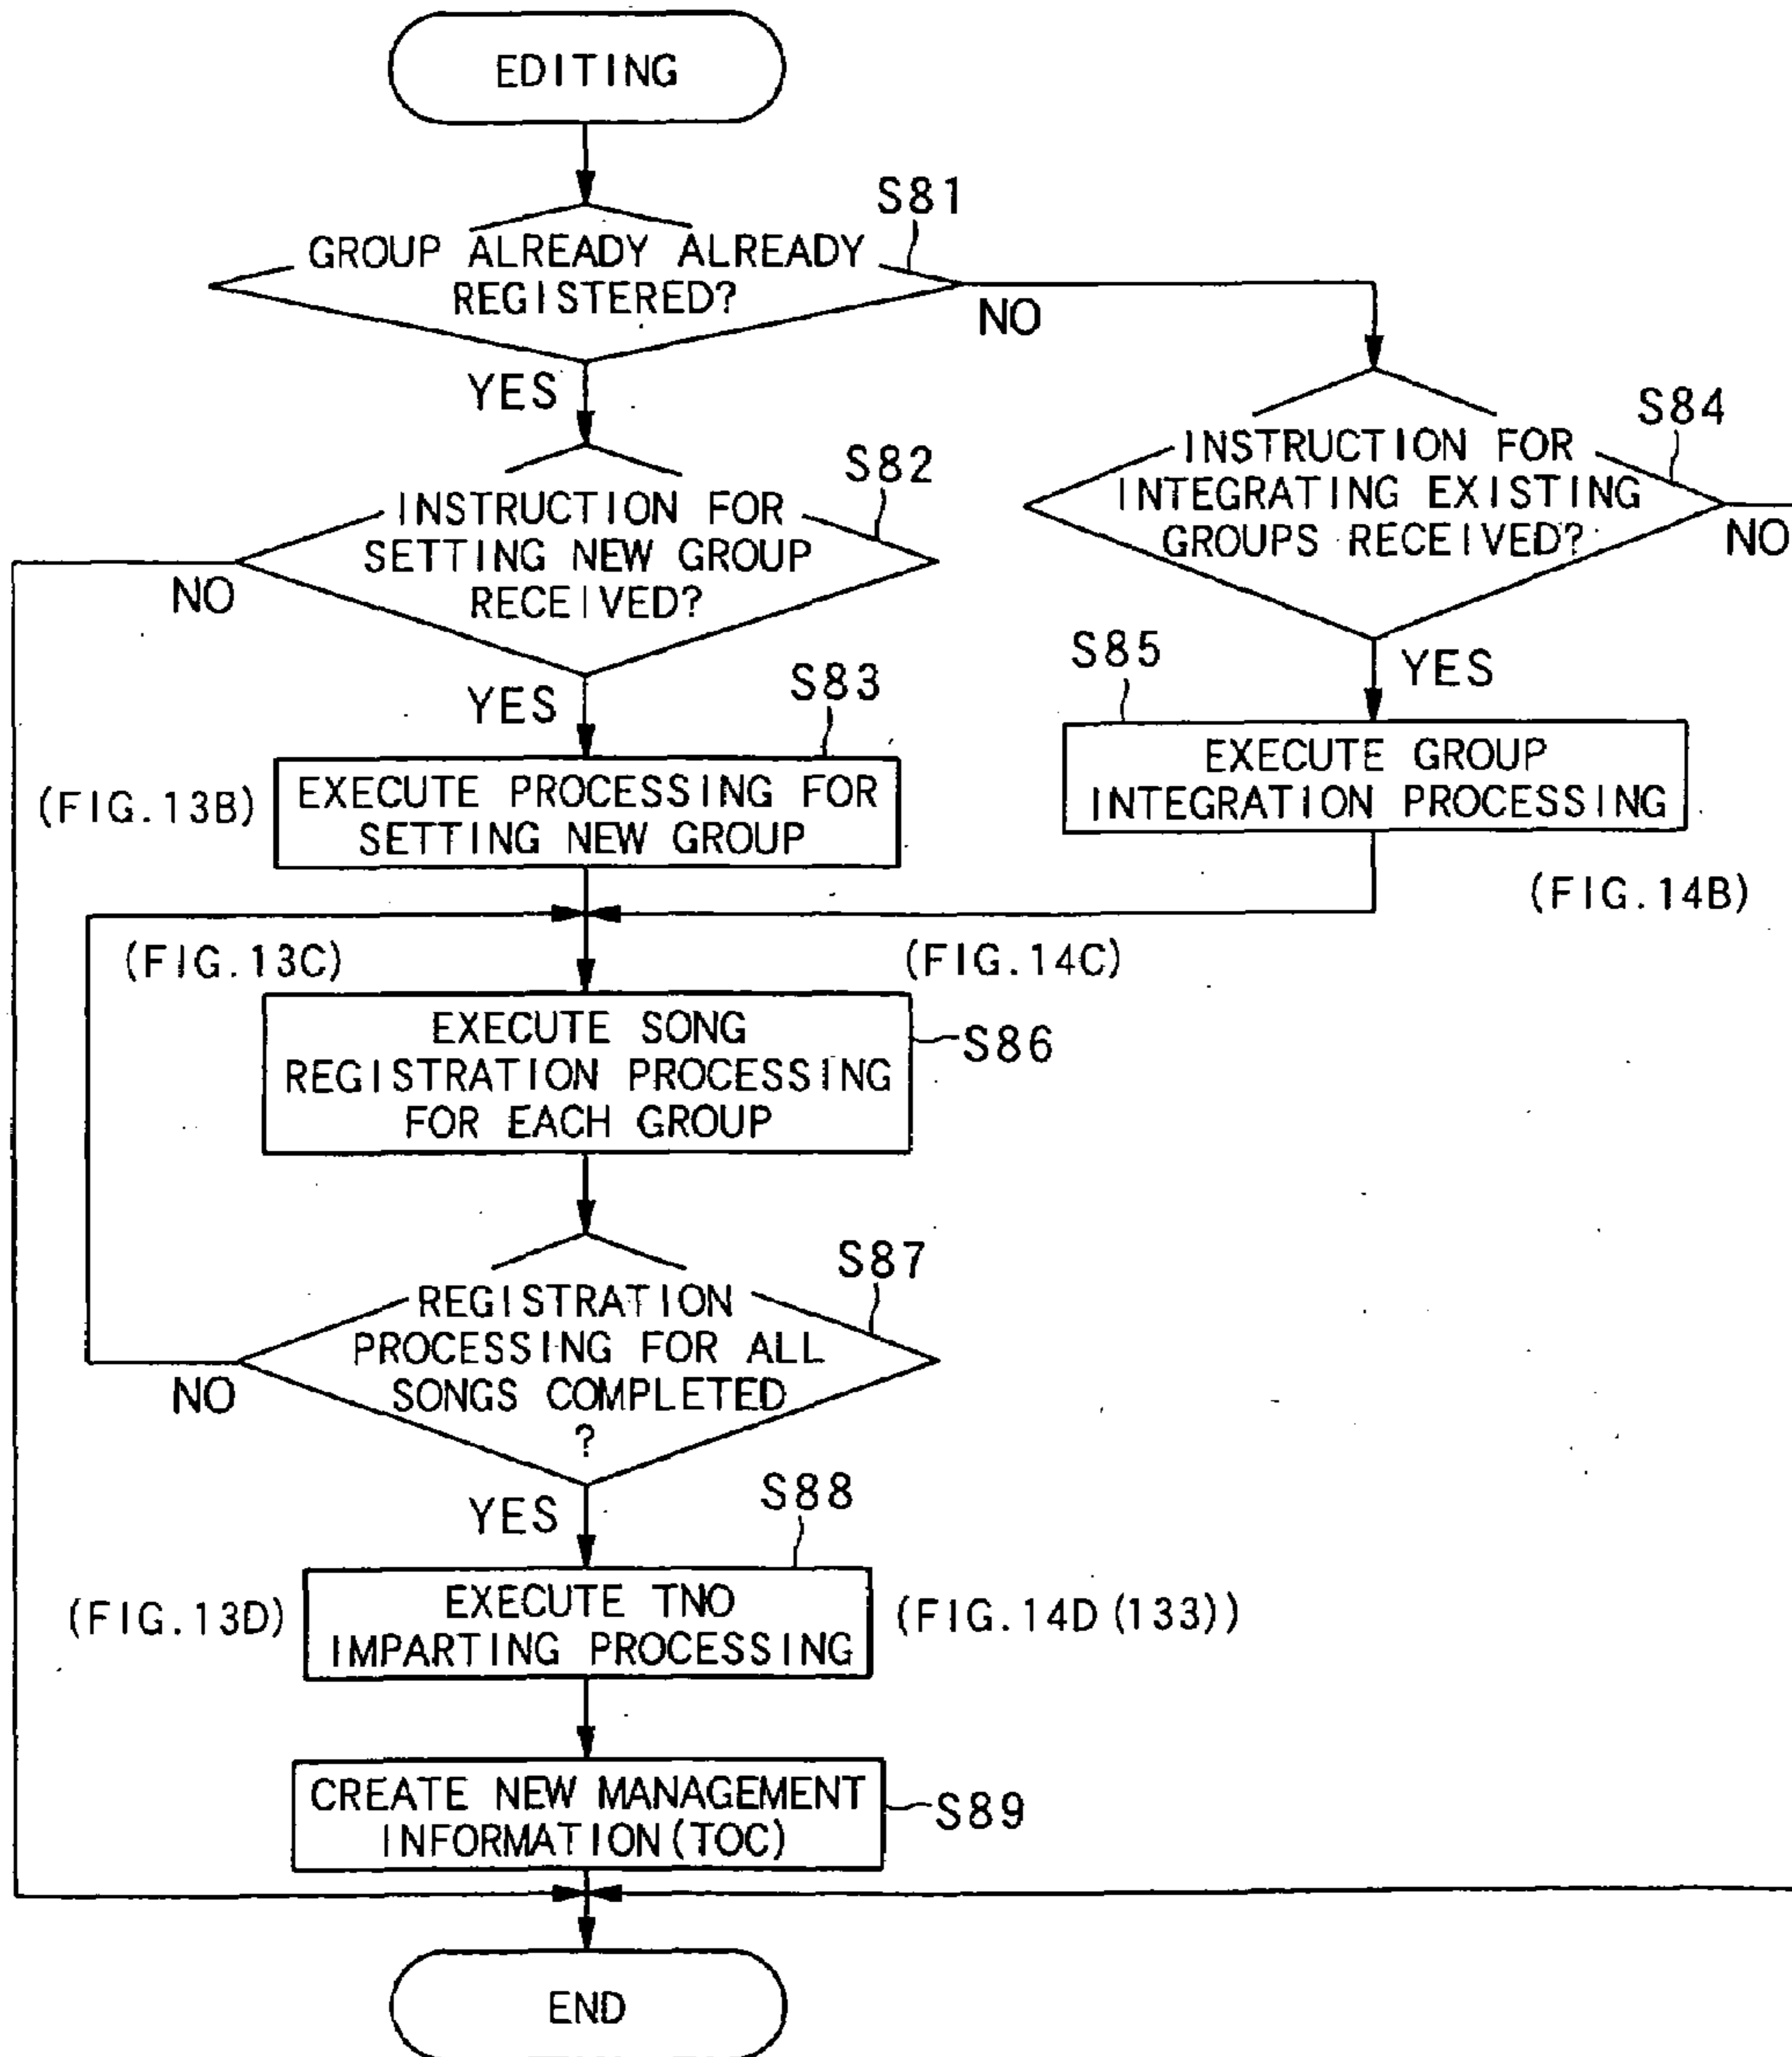 EDITING
S81
GROUP ALREADY ALREADY
REGISTERED?
NO
YES
S84
INSTRUCTION FOR
INTEGRATING EXISTING
GROUPS RECEIVED?
NO
S82
INSTRUCTION FOR
SETTING NEW GROUP
RECEIVED?
NO
YES
S85
YES
EXECUTE GROUP
INTEGRATION PROCESSING
(FIG.14B)
S83
(FIG.13B)
EXECUTE PROCESSING FOR
SETTING NEW GROUP
(FIG.13C)
(FIG.14C)
EXECUTE SONG
REGISTRATION PROCESSING
FOR EACH GROUP
S86
S87
REGISTRATION
PROCESSING FOR ALL
SONGS COMPLETED
?
NO
YES
S88
(FIG.13D)
EXECUTE TNO
IMPARTING PROCESSING
(FIG.14D(133))
CREATE NEW MANAGEMENT
INFORMATION(TOC)
S89
END